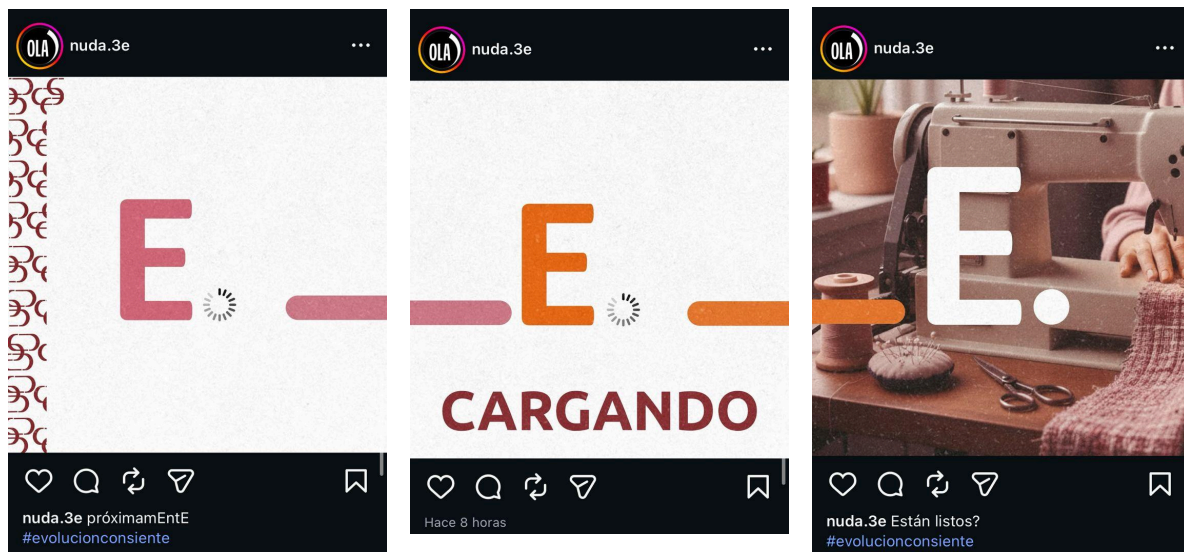 OLA nuda.3e
E.
nuda.3e próximamEntE
#evolucionconsiente
OLA nuda.3e
E.
CARGANDO
Hace 8 horas
OLA nuda.3e
E.
nuda.3e Están listos?
#evolucionconsiente